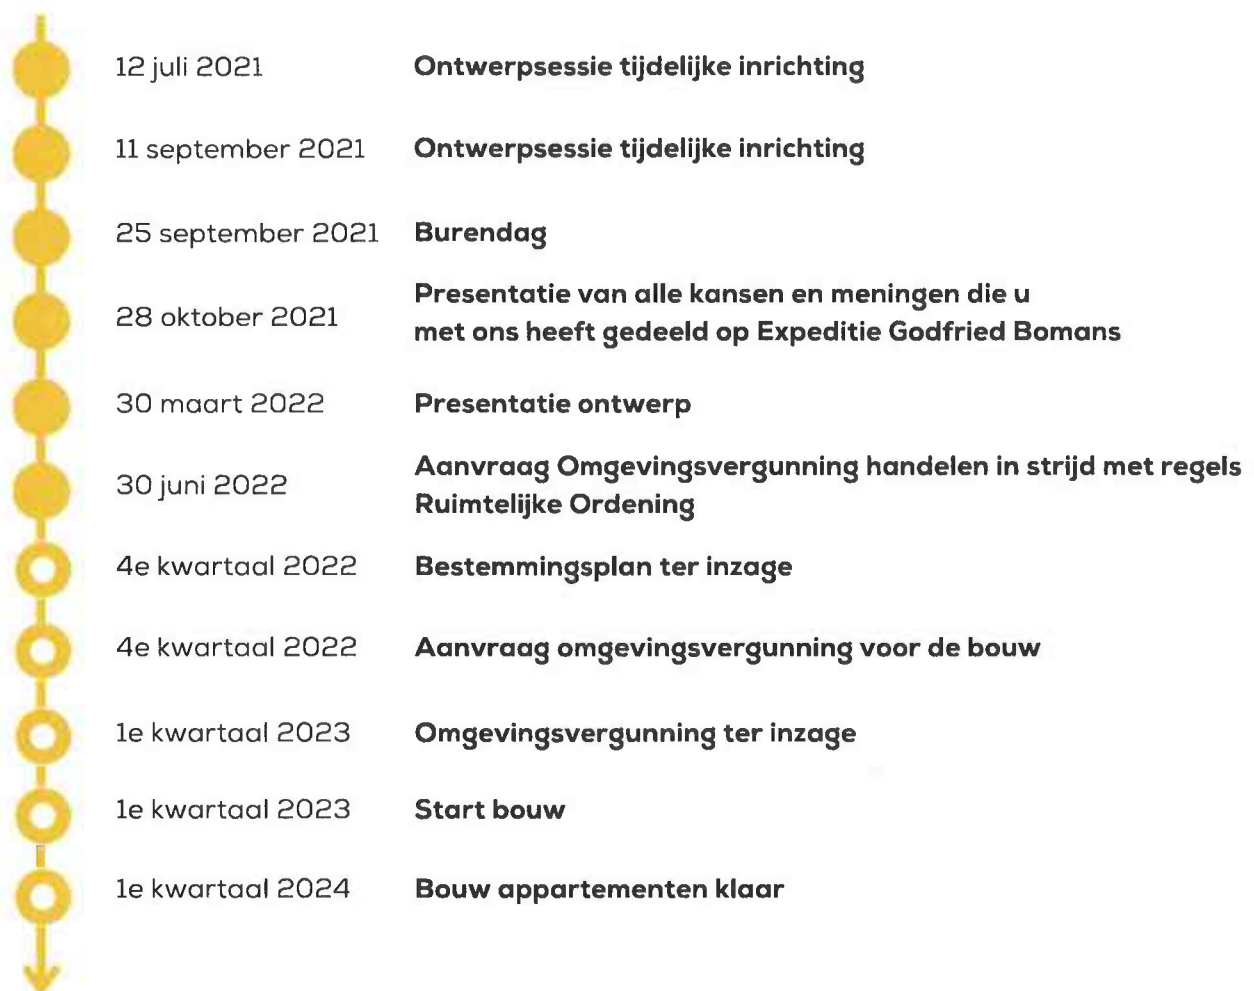 12 juli 2021 Ontwerpsessie tijdelijke inrichting
11 september 2021 Ontwerpsessie tijdelijke inrichting
25 september 2021 Burendag
28 oktober 2021 Presentatie van alle kansen en meningen die u
met ons heeft gedeeld op Expeditie Godfried Bomans
30 maart 2022 Presentatie ontwerp
30 juni 2022 Aanvraag Omgevingsvergunning handelen in strijd met regels
Ruimtelijke Ordening
4e kwartaal 2022 Bestemmingsplan ter inzage
4e kwartaal 2022 Aanvraag omgevingsvergunning voor de bouw
1e kwartaal 2023 Omgevingsvergunning ter inzage
1e kwartaal 2023 Start bouw
1e kwartaal 2024 Bouw appartementen klaar